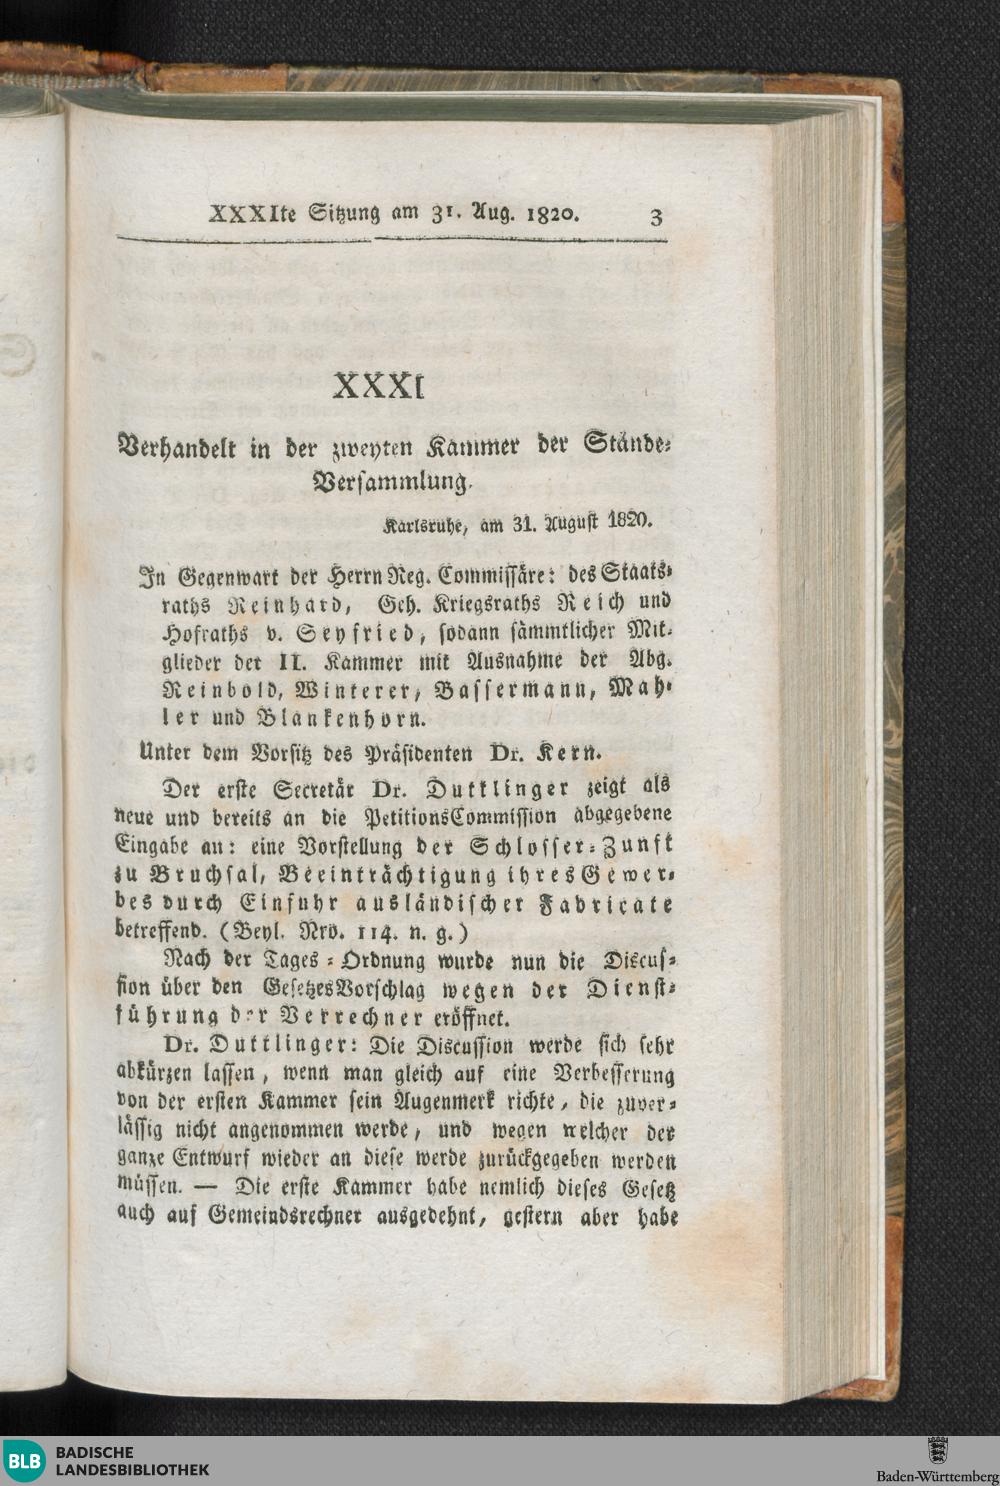 XXXIte Sitzung am 31. Aug. 1820. 3
XXXI
Verhandelt in der zweyten Kammer der Stände-
Versammlung.
Karlsruhe, am 31. August 1820.
In Gegenwart der Herrn Reg. Commissäre: des Staats-
raths Reinhard, Geh. Kriegsraths Reich und
Hofraths v. Seyfried, sodann sämmtlicher Mit-
glieder der II. Kammer mit Ausnahme der Abg.
Reinbold, Winterer, Bassermann, Mah-
ler und Blankenhorn.
Unter dem Vorsitz des Präsidenten Dr. Kern.
Der erste Secretär Dr. Duttlinger zeigt als
neue und bereits an die PetitionsCommission abgegebene
Eingabe an: eine Vorstellung der Schlosser-Zunft
zu Bruchsal, Beeinträchtigung ihres Gewer-
bes durch Einfuhr ausländischer Fabricate
betreffend. (Beyl. Nro. 114. n. g.)
Nach der Tages-Ordnung wurde nun die Discus-
sion über den GesetzesVorschlag wegen der Dienst-
führung der Verrechner eröffnet.
Dr. Duttlinger: Die Discussion werde sich sehr
abkürzen lassen, wenn man gleich auf eine Verbesserung
von der ersten Kammer sein Augenmerk richte, die zuver-
lässig nicht angenommen werde, und wegen welcher der
ganze Entwurf wieder an diese werde zurückgegeben werden
müssen. — Die erste Kammer habe nemlich dieses Gesetz
auch auf Gemeindsrechner ausgedehnt, gestern aber habe
BLB BADISCHE
LANDESBIBLIOTHEK
Baden-Württemberg